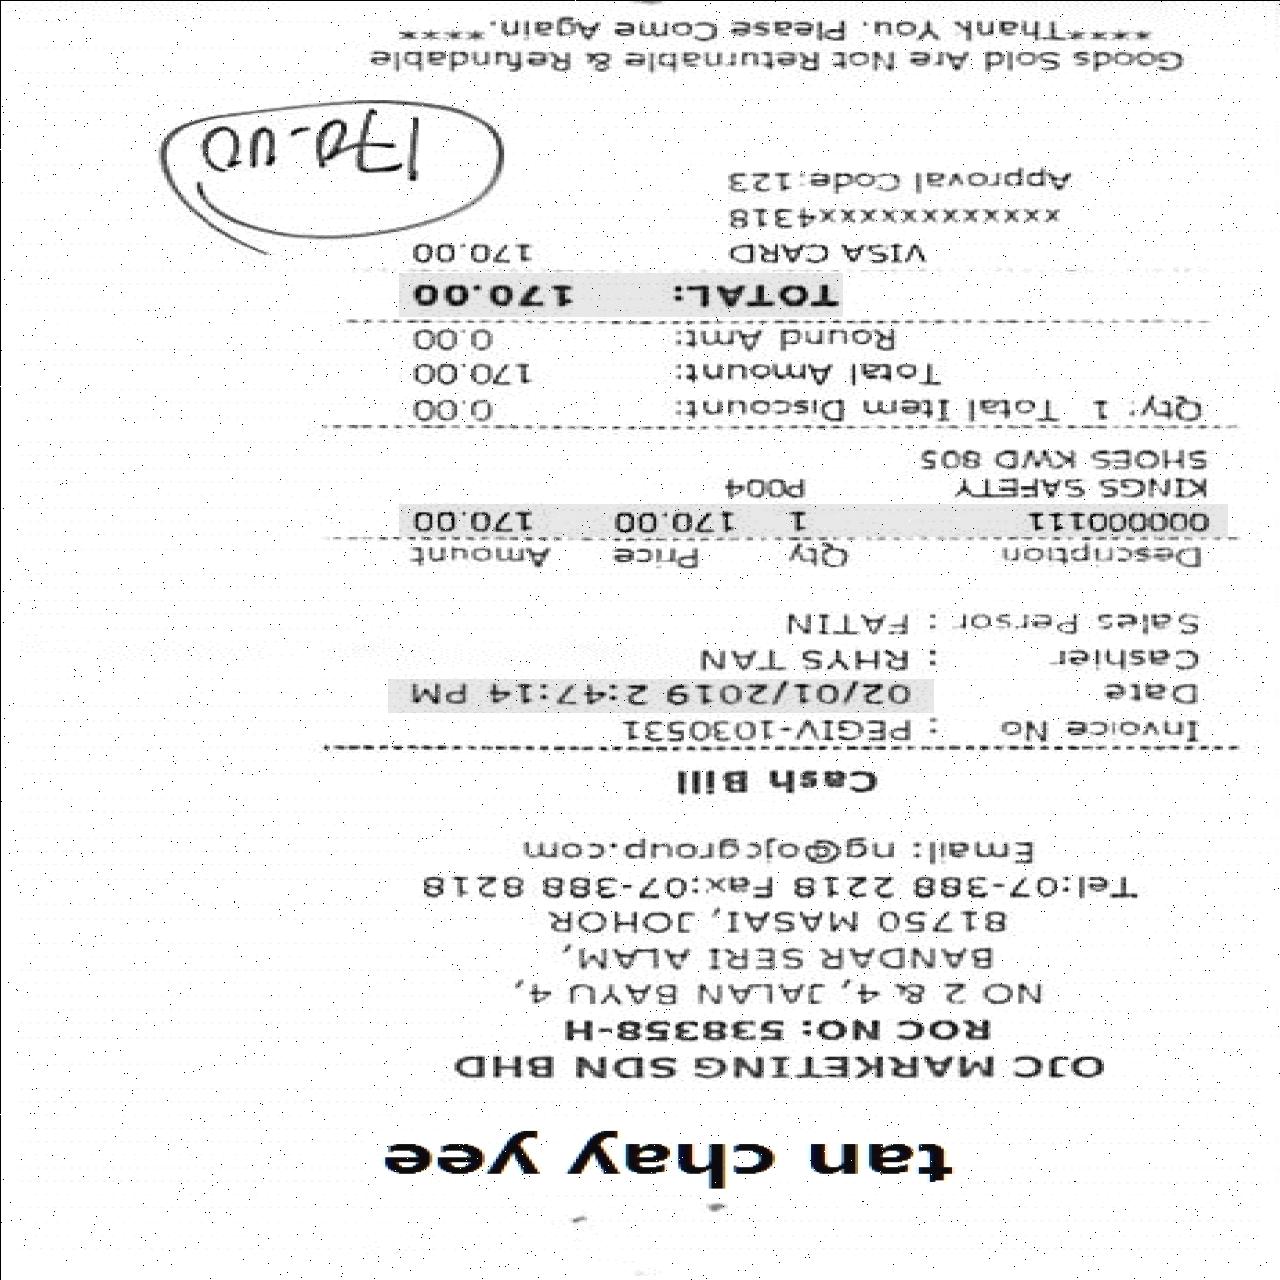 tan chay yee
OJC MARKETING SDN BHD
ROC NO: 538358-H
NO 2 & 4, JALAN BAYU 4,
BANDAR SERI ALAM,
81750 MASAI, JOHOR
Tel:07-388 2218 Fax:07-388 8218
Email: ng@ojcgroup.com
Cash Bill
Invoice No : PEGIV-1030531
Date 02/01/2019 2:47:14 PM
Cashier : RHYS TAN
Sales Persor : FATIN
Description Qty Price Amount
000000111 1 170.00 170.00
KINGS SAFETY P004
SHOES KWD 805
Qty: 1 Total Item Discount: 0.00
Total Amount: 170.00
Round Amt: 0.00
TOTAL: 170.00
VISA CARD 170.00
xxxxxxxxxxxx4318
Approval Code:123
170-00
Goods Sold Are Not Returnable & Refundable
****Thank You. Please Come Again.****